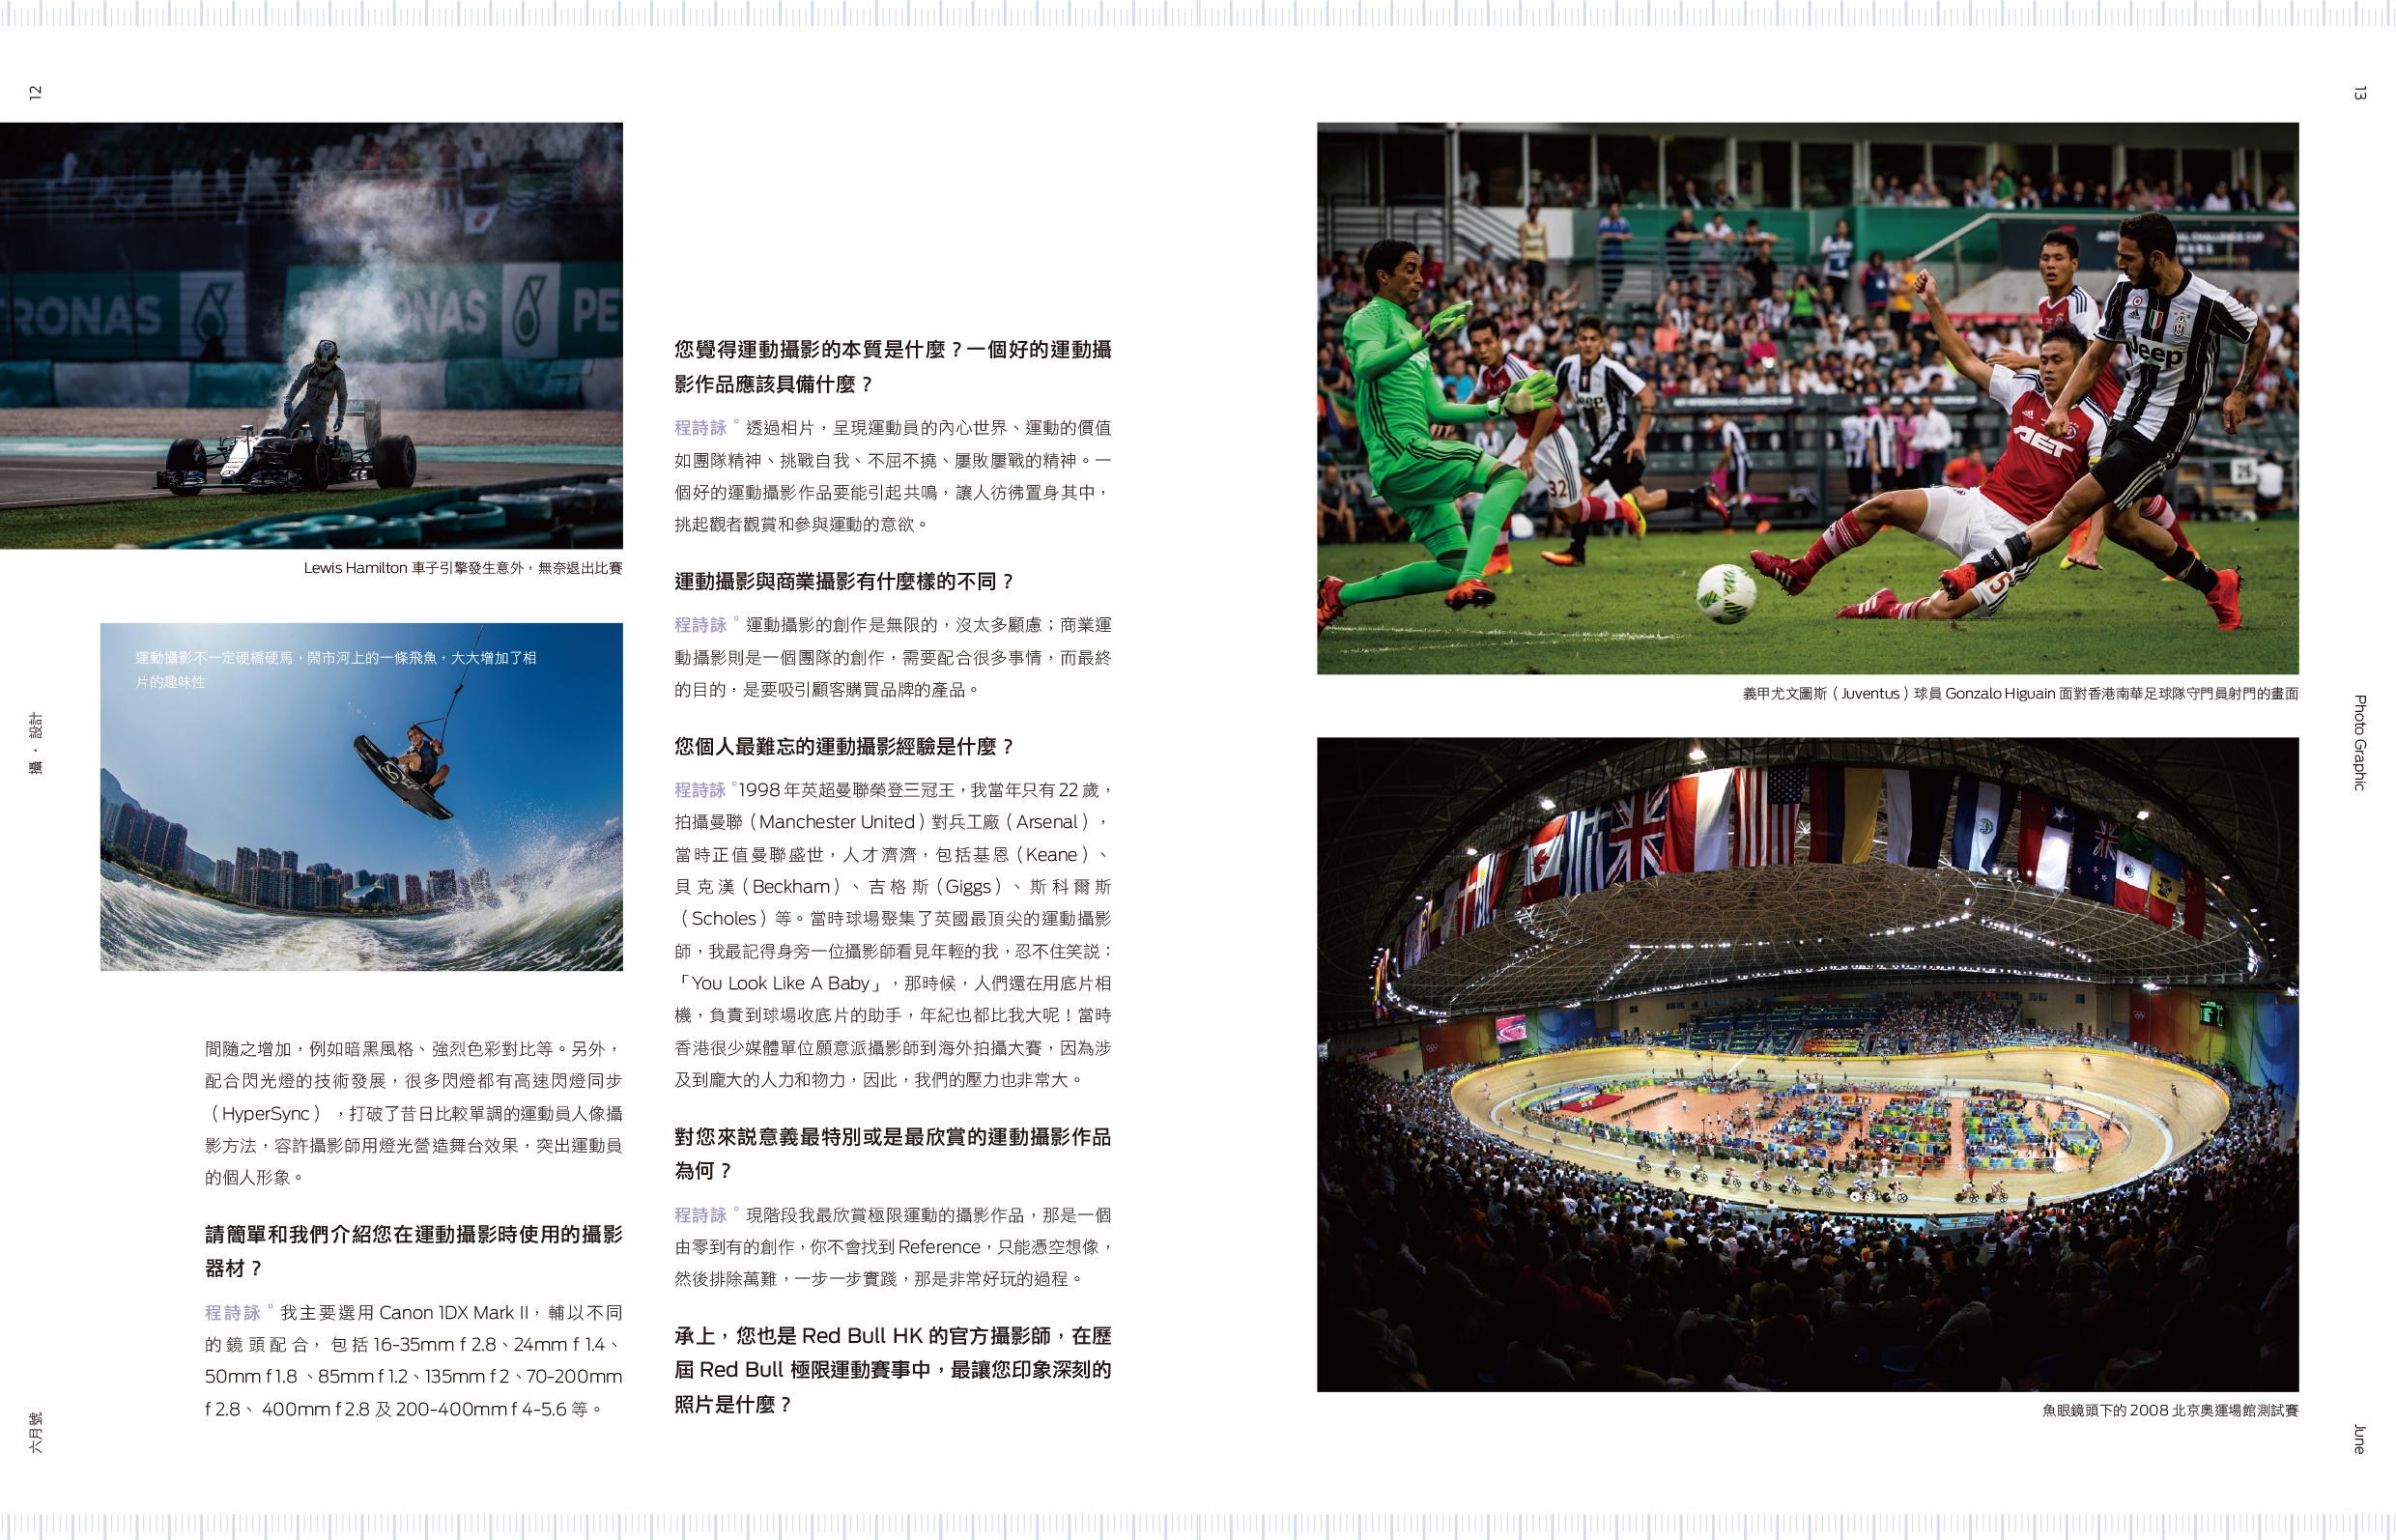 12
RONAS
PETRONAS
PE
Lewis Hamilton 車子引擎發生意外，無奈退出比賽
運動攝影不一定硬橋硬馬，鬧市河上的一條飛魚，大大增加了相
片的趣味性
攝・設計
六月號
間隨之增加，例如暗黑風格、強烈色彩對比等。另外，
配合閃光燈的技術發展，很多閃燈都有高速閃燈同步
（HyperSync），打破了昔日比較單調的運動員人像攝
影方法，容許攝影師用燈光營造舞台效果，突出運動員
的個人形象。
請簡單和我們介紹您在運動攝影時使用的攝影
器材？
程詩詠° 我主要選用 Canon 1DX Mark II，輔以不同
的鏡頭配合，包括 16-35mm f 2.8、24mm f 1.4、
50mm f 1.8 、85mm f 1.2、135mm f 2、70-200mm
f 2.8、 400mm f 2.8 及 200-400mm f 4-5.6 等。
您覺得運動攝影的本質是什麼？一個好的運動攝
影作品應該具備什麼？
程詩詠° 透過相片，呈現運動員的內心世界、運動的價值
如團隊精神、挑戰自我、不屈不撓、屢敗屢戰的精神。一
個好的運動攝影作品要能引起共鳴，讓人彷彿置身其中，
挑起觀者觀賞和參與運動的意欲。
運動攝影與商業攝影有什麼樣的不同？
程詩詠° 運動攝影的創作是無限的，沒太多顧慮；商業運
動攝影則是一個團隊的創作，需要配合很多事情，而最終
的目的，是要吸引顧客購買品牌的產品。
您個人最難忘的運動攝影經驗是什麼？
程詩詠°1998 年英超曼聯榮登三冠王，我當年只有 22 歲，
拍攝曼聯（Manchester United）對兵工廠（Arsenal），
當時正值曼聯盛世，人才濟濟，包括基恩（Keane）、
貝克漢（Beckham）、吉格斯（Giggs）、斯科爾斯
（Scholes）等。當時球場聚集了英國最頂尖的運動攝影
師，我最記得身旁一位攝影師看見年輕的我，忍不住笑說：
「You Look Like A Baby」，那時候，人們還在用底片相
機，負責到球場收底片的助手，年紀也都比我大呢！當時
香港很少媒體單位願意派攝影師到海外拍攝大賽，因為涉
及到龐大的人力和物力，因此，我們的壓力也非常大。
對您來說意義最特別或是最欣賞的運動攝影作品
為何？
程詩詠° 現階段我最欣賞極限運動的攝影作品，那是一個
由零到有的創作，你不會找到 Reference，只能憑空想像，
然後排除萬難，一步一步實踐，那是非常好玩的過程。
承上，您也是 Red Bull HK 的官方攝影師，在歷
屆 Red Bull 極限運動賽事中，最讓您印象深刻的
照片是什麼？
13
Jeep
AET
32
15
26
義甲尤文圖斯（Juventus）球員 Gonzalo Higuain 面對香港南華足球隊守門員射門的畫面
Photo Graphic
魚眼鏡頭下的 2008 北京奧運場館測試賽
June